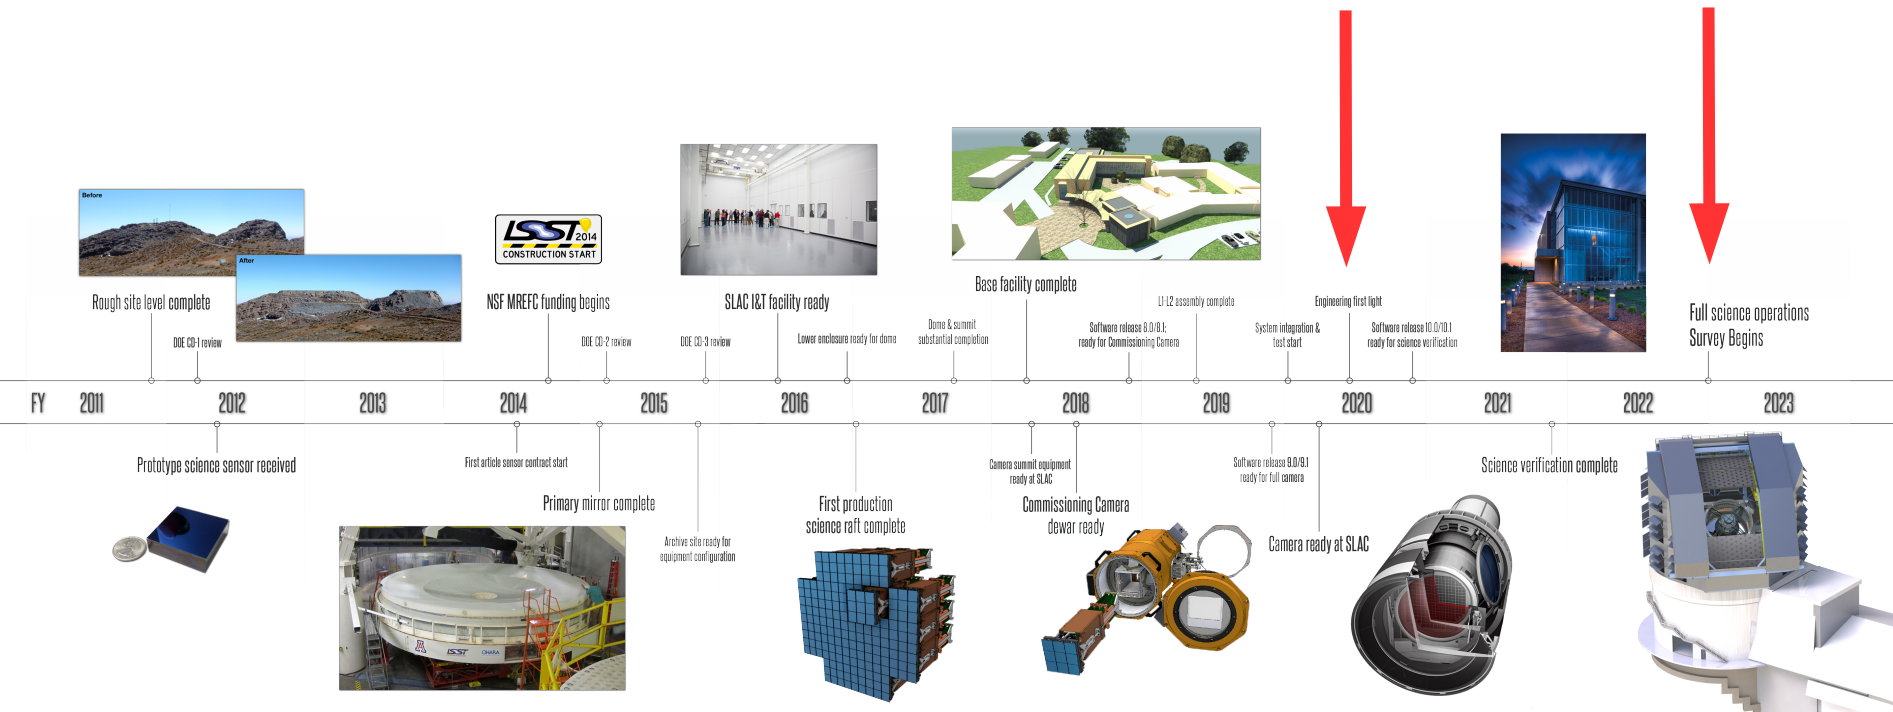 Before
After
LSST
2014
CONSTRUCTION START
Rough site level complete
DOE CD-1 review
NSF MREFC funding begins
DOE CD-2 review
DOE CD-3 review
SLAC I&T facility ready
Lower enclosure ready for dome
Dome & summit
substantial completion
Base facility complete
Software release 8.0/8.1;
ready for Commissioning Camera
L1-L2 assembly complete
System integration &
test start
Engineering first light
Software release 10.0/10.1
ready for science verification
Full science operations
Survey Begins
FY 2011 2012 2013 2014 2015 2016 2017 2018 2019 2020 2021 2022 2023
Prototype science sensor received
First article sensor contract start
Primary mirror complete
Archive site ready for
equipment configuration
First production
science raft complete
Camera summit equipment
ready at SLAC
Commissioning Camera
dewar ready
Software release 9.0/9.1
ready for full camera
Camera ready at SLAC
Science verification complete
A
LSST
OHARA